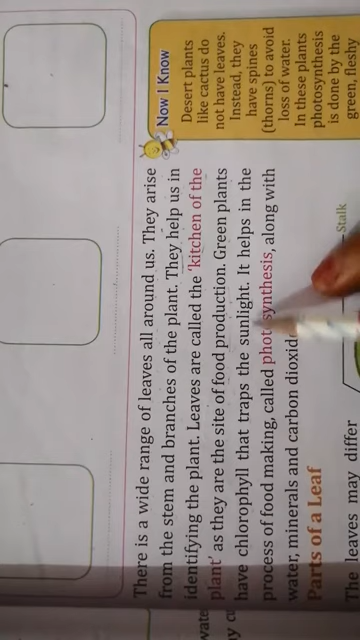 Now I Know
Desert plants
like cactus do
not have leaves.
Instead, they
have spines
(thorns) to avoid
loss of water.
In these plants
photosynthesis
is done by the
green, fleshy
There is a wide range of leaves all around us. They arise
from the stem and branches of the plant. They help us in
identifying the plant. Leaves are called the 'kitchen of the
plant' as they are the site of food production. Green plants
have chlorophyll that traps the sunlight. It helps in the
process of food making, called photosynthesis, along with
water, minerals and carbon dioxide
Parts of a Leaf
Stalk
The leaves may differ